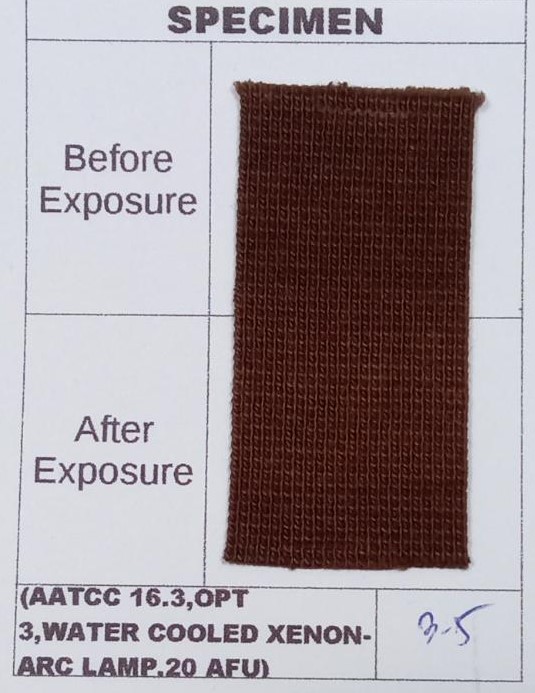 SPECIMEN
Before
Exposure
After
Exposure
(AATCC 16.3,OPT
3,WATER COOLED XENON-
ARC LAMP.20 AFU)
3-5